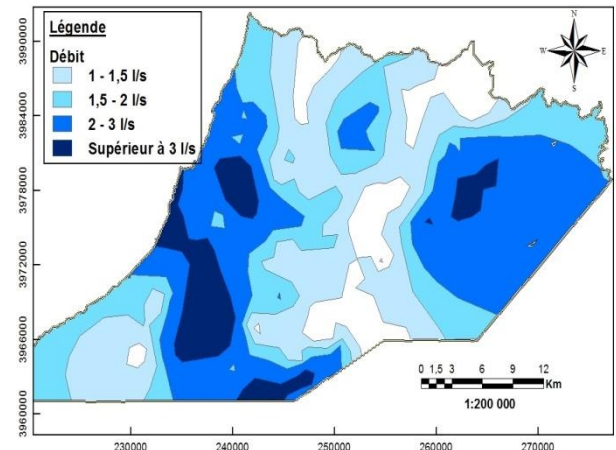 Légende
Débit
1 - 1,5 l/s
1,5 - 2 l/s
2 - 3 l/s
Supérieur à 3 l/s
N
W E
S
3990000
3984000
3978000
3972000
3966000
3960000
0 1,5 3 6 9 12
Km
1:200 000
230000 240000 250000 260000 270000